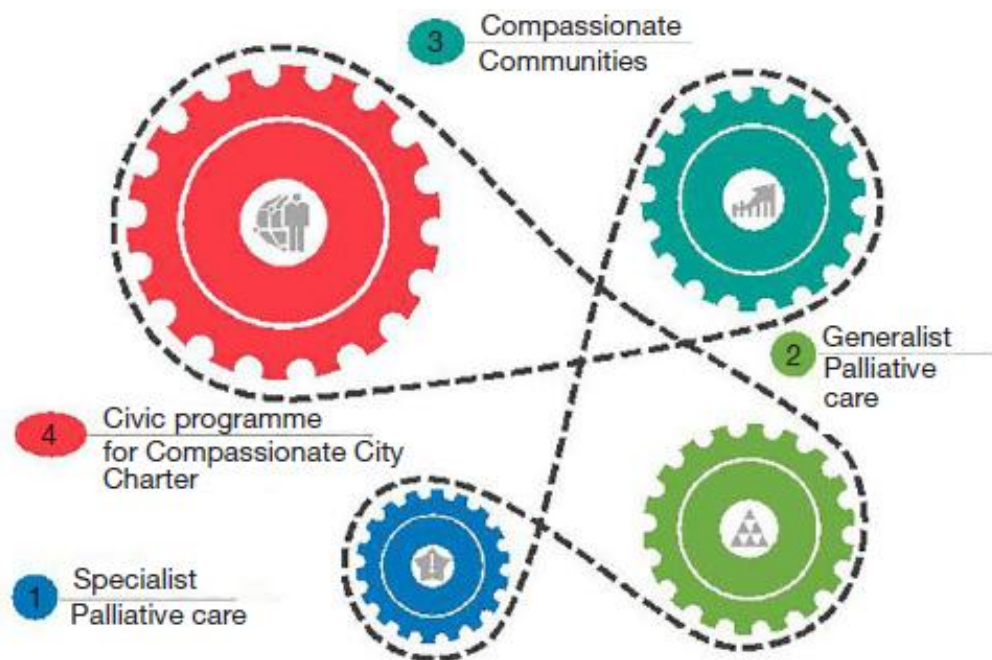 3
Compassionate
Communities
2
Generalist
Palliative
care
4
Civic programme
for Compassionate City
Charter
1
Specialist
Palliative care